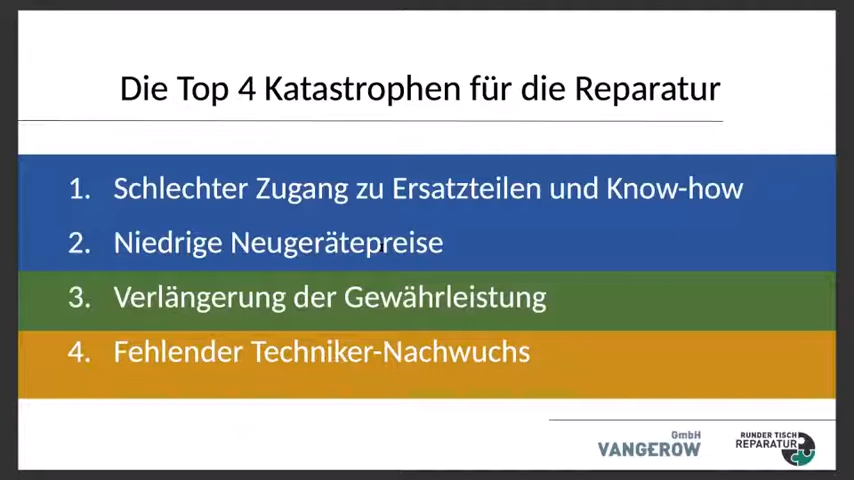 Die Top 4 Katastrophen für die Reparatur
1. Schlechter Zugang zu Ersatzteilen und Know-how
2. Niedrige Neugerätepreise
3. Verlängerung der Gewährleistung
4. Fehlender Techniker-Nachwuchs
GmbH
VANGEROW
RUNDER TISCH
REPARATUR